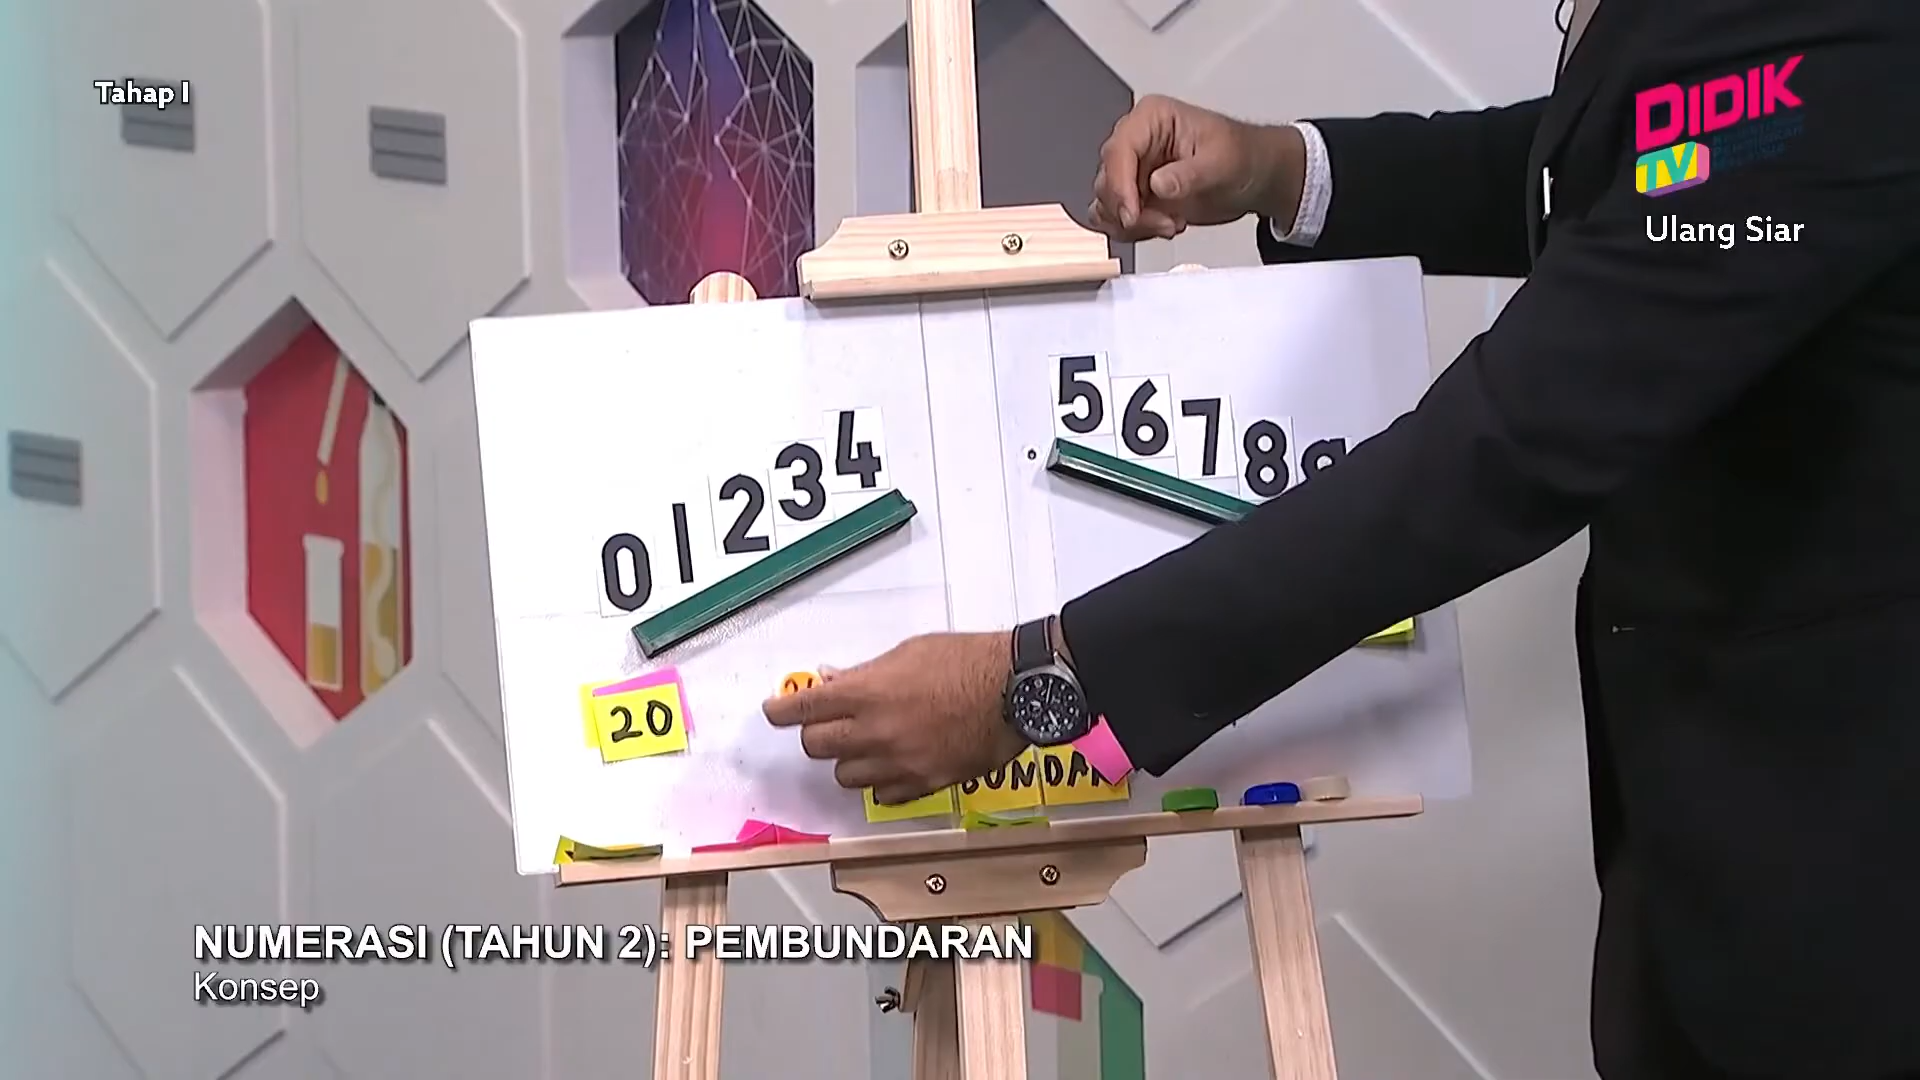 Tahap I
DIDIK
TV
Ulang Siar
0 1 2 3 4
5 6 7 8 9
20
BUNDAR
NUMERASI (TAHUN 2): PEMBUNDARAN
Konsep